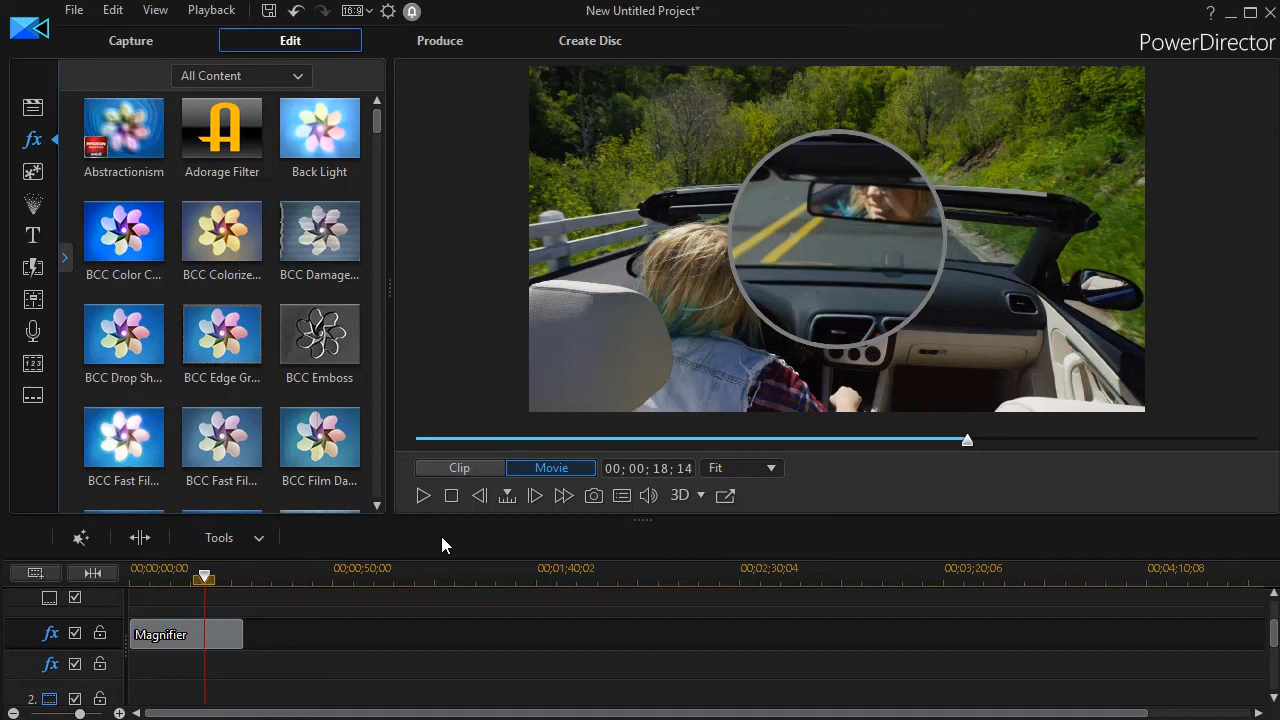 File Edit View Playback 16:9 New Untitled Project* ?
Capture Edit Produce Create Disc PowerDirector
All Content
Abstractionism Adorage Filter Back Light
BCC Color C... BCC Colorize... BCC Damage...
BCC Drop Sh... BCC Edge Gr... BCC Emboss
BCC Fast Fil... BCC Fast Fil... BCC Film Da...
fx
T
Clip Movie 00; 00; 18; 14 Fit
3D
Tools
00;00;00;00 00;00;50;00 00;01;40;02 00;02;30;04 00;03;20;06 00;04;10;08
fx Magnifier
fx
2.